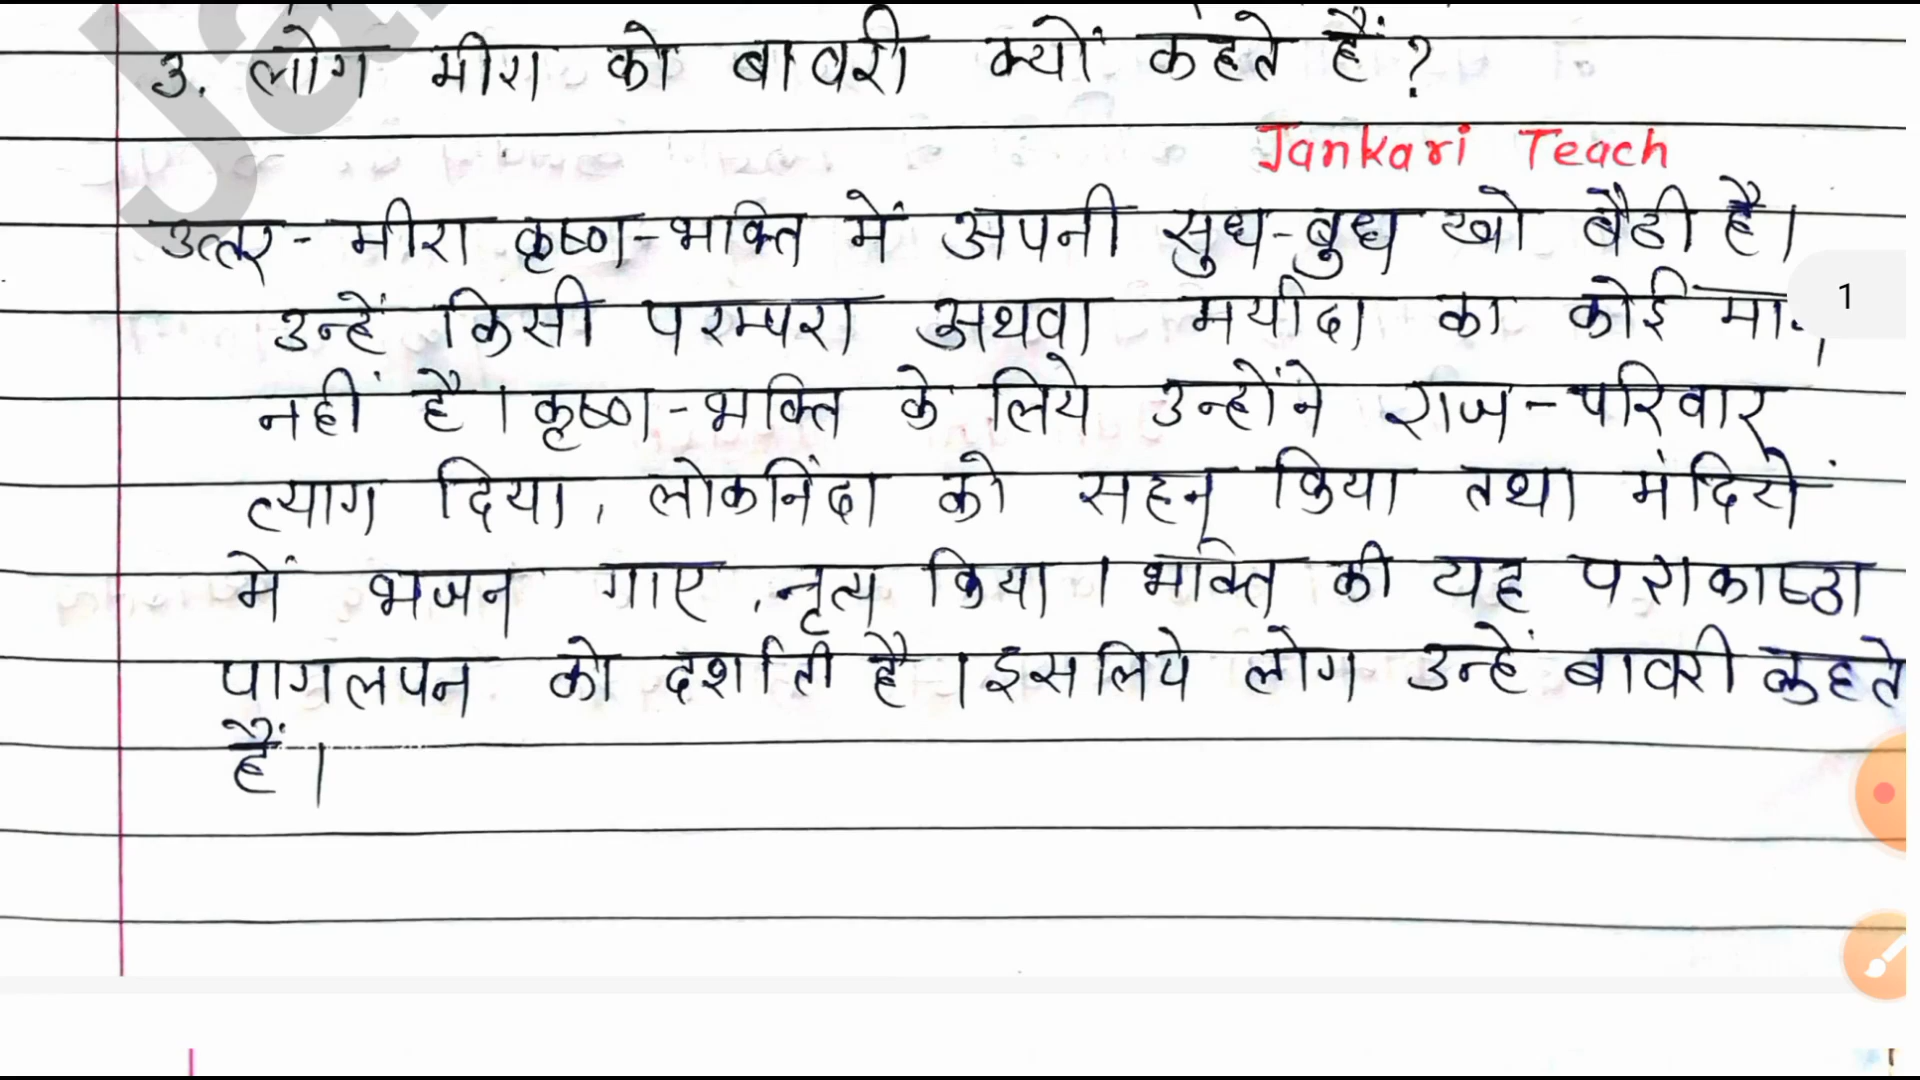 3. लोग मीरा को बावरी क्यों कहते हैं?
Jankari Teach
उत्तर - मीरा कृष्ण-भक्ति में अपनी सुध-बुध खो बैठी है।
उन्हें किसी परम्परा अथवा मर्यादा का कोई
1
नहीं है। कृष्ण-भक्ति के लिये उन्होंने राज-परिवार
त्याग दिया, लोकनिंदा को सहन किया तथा मंदिरों
में भजन गाए, नृत्य किया। भक्ति की यह पराकाष्ठा
पागलपन को दर्शाती है। इसलिये लोग उन्हें बावरी कहते
हैं।